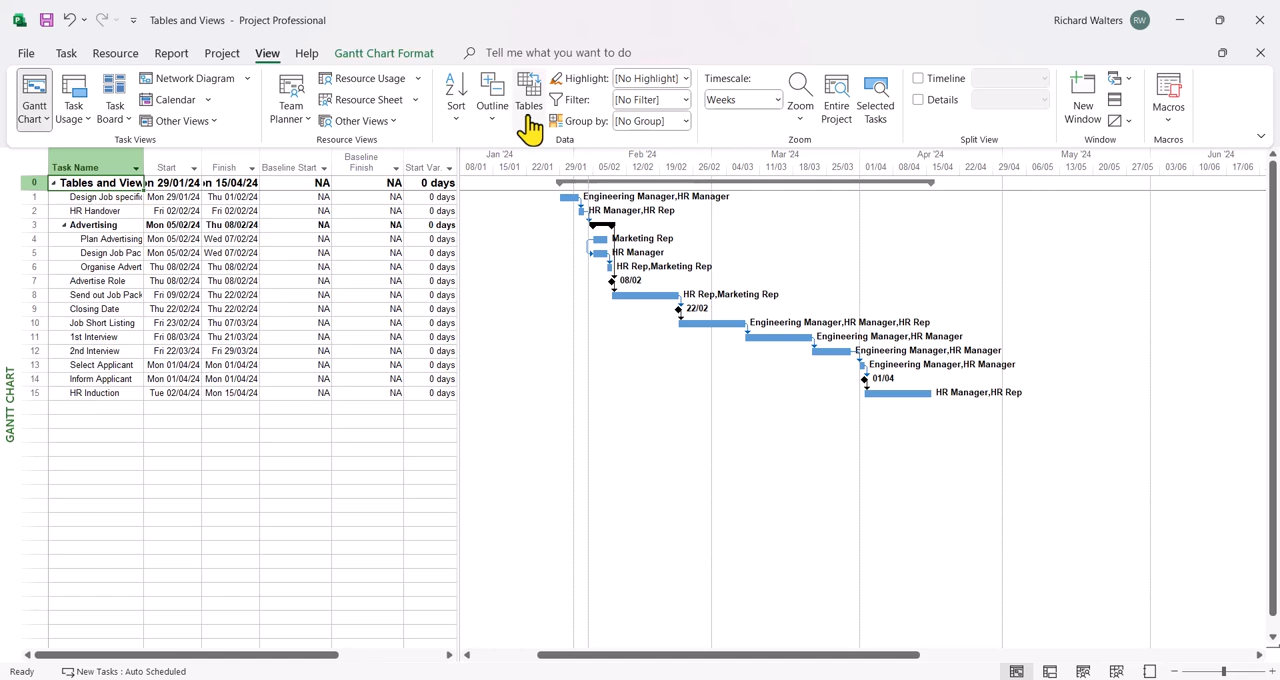 Tables and Views - Project Professional
Richard Walters RW
File Task Resource Report Project View Help Gantt Chart Format Tell me what you want to do
Gantt Chart
Task Usage
Task Board
Network Diagram
Calendar
Other Views
Task Views
Team Planner
Resource Usage
Resource Sheet
Other Views
Resource Views
Sort
Outline
Tables
Highlight: [No Highlight]
Filter: [No Filter]
Group by: [No Group]
Data
Timescale:
Weeks
Zoom
Entire Project
Selected Tasks
Zoom
Timeline
Details
Split View
New Window
Window
Macros
Macros
Task Name Start Finish Baseline Start Baseline Finish Start Var.
Jan '24 Feb '24 Mar '24 Apr '24 May '24 Jun '24
08/01 15/01 22/01 29/01 05/02 12/02 19/02 26/02 04/03 11/03 18/03 25/03 01/04 08/04 15/04 22/04 29/04 06/05 13/05 20/05 27/05 03/06 10/06 17/06
0 Tables and View on 29/01/24 on 15/04/24 NA NA 0 days
1 Design Job specifi Mon 29/01/24 Thu 01/02/24 NA NA 0 days Engineering Manager,HR Manager
2 HR Handover Fri 02/02/24 Fri 02/02/24 NA NA 0 days HR Manager,HR Rep
3 Advertising Mon 05/02/24 Thu 08/02/24 NA NA 0 days
4 Plan Advertising Mon 05/02/24 Wed 07/02/24 NA NA 0 days Marketing Rep
5 Design Job Pac Mon 05/02/24 Wed 07/02/24 NA NA 0 days HR Manager
6 Organise Advert Thu 08/02/24 Thu 08/02/24 NA NA 0 days HR Rep,Marketing Rep
7 Advertise Role Thu 08/02/24 Thu 08/02/24 NA NA 0 days 08/02
8 Send out Job Pack Fri 09/02/24 Thu 22/02/24 NA NA 0 days HR Rep,Marketing Rep
9 Closing Date Thu 22/02/24 Thu 22/02/24 NA NA 0 days 22/02
10 Job Short Listing Fri 23/02/24 Thu 07/03/24 NA NA 0 days Engineering Manager,HR Manager,HR Rep
11 1st Interview Fri 08/03/24 Thu 21/03/24 NA NA 0 days Engineering Manager,HR Manager
12 2nd Interview Fri 22/03/24 Fri 29/03/24 NA NA 0 days Engineering Manager,HR Manager
13 Select Applicant Mon 01/04/24 Mon 01/04/24 NA NA 0 days Engineering Manager,HR Manager
14 Inform Applicant Mon 01/04/24 Mon 01/04/24 NA NA 0 days 01/04
15 HR Induction Tue 02/04/24 Mon 15/04/24 NA NA 0 days HR Manager,HR Rep
GANTT CHART
Ready New Tasks : Auto Scheduled